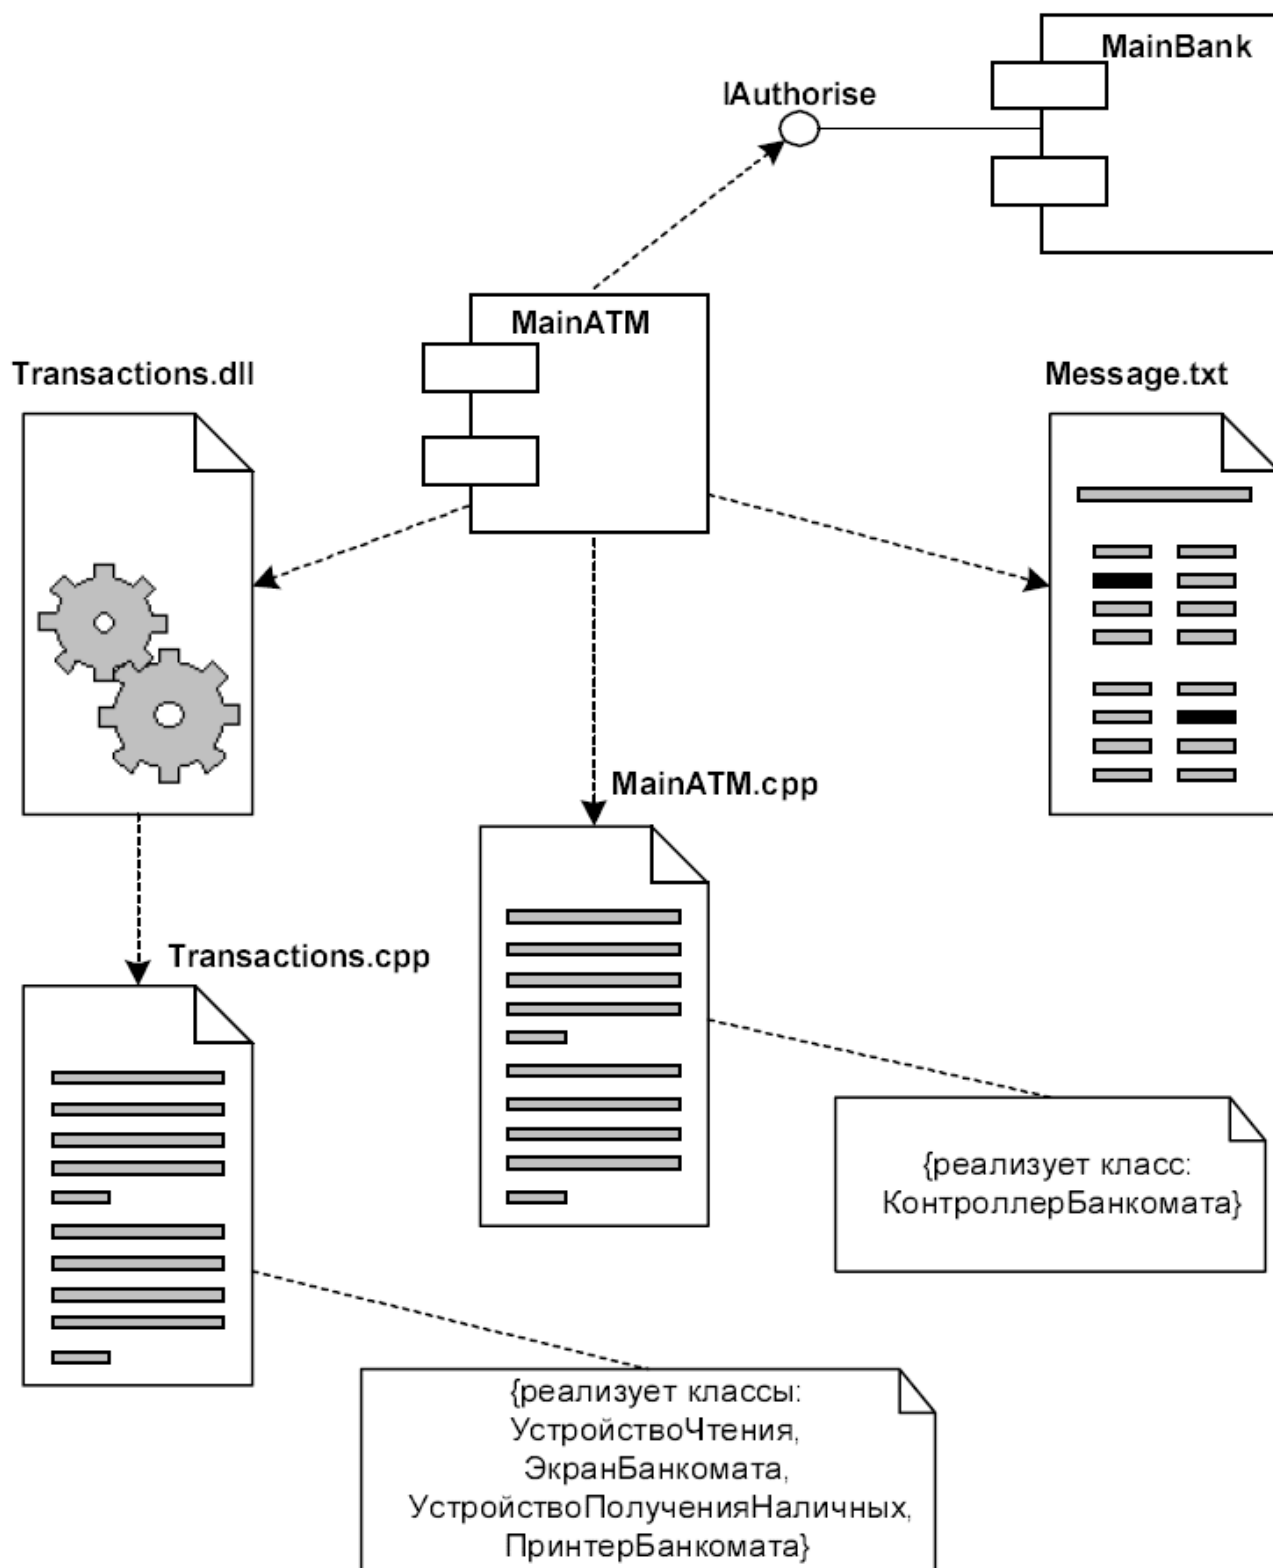 MainBank
IAuthorise
MainATM
Transactions.dll
Message.txt
MainATM.cpp
Transactions.cpp
{реализует класс:
КонтроллерБанкомата}
{реализует классы:
УстройствоЧтения,
ЭкранБанкомата,
УстройствоПолученияНаличных,
ПринтерБанкомата}